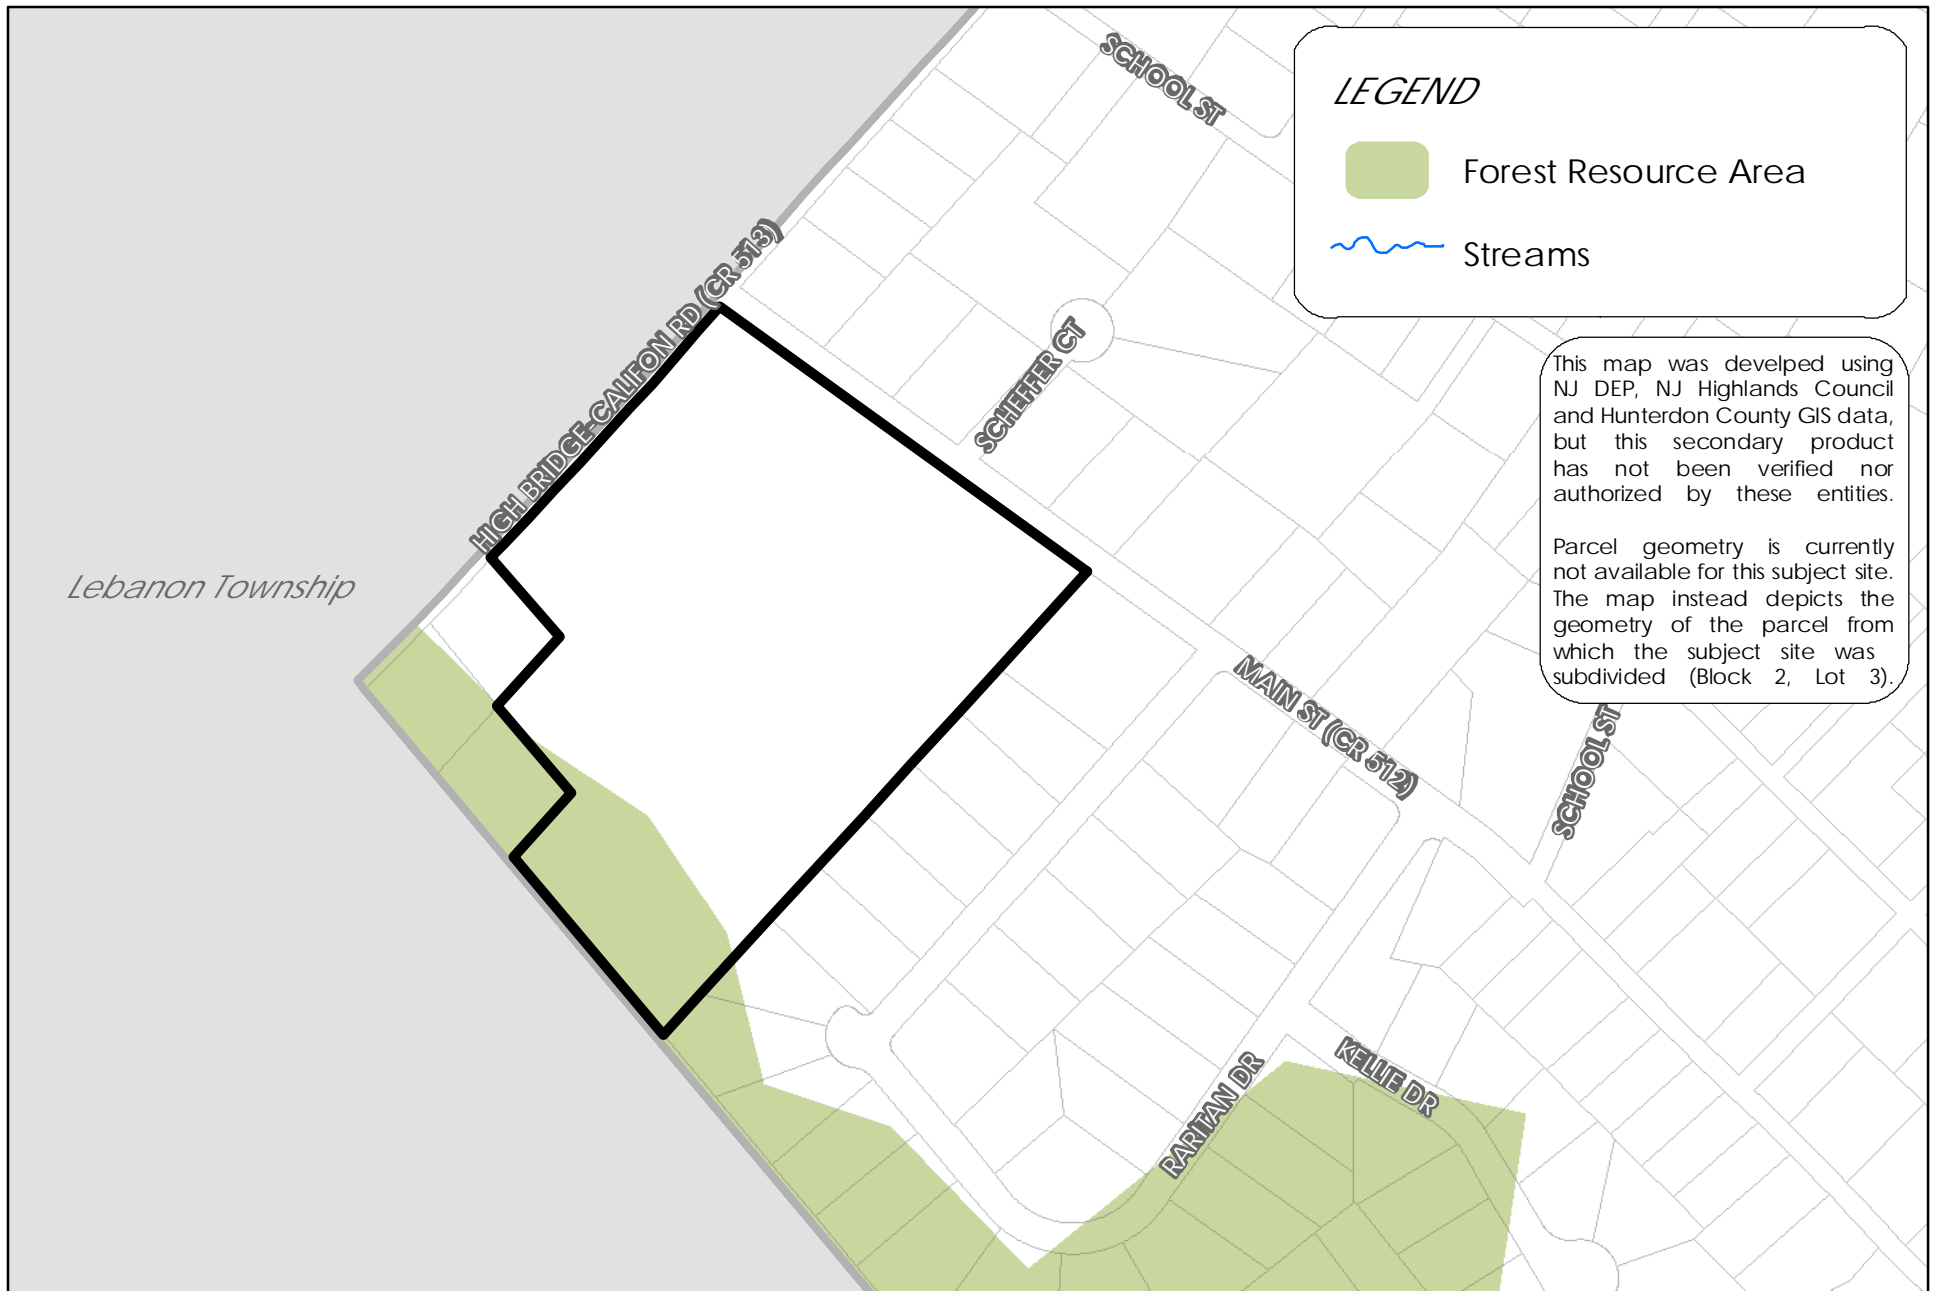 SCHOOL ST
LEGEND
Forest Resource Area
Streams
HIGH BRIDGE-CALIFON RD (CR 513)
SCHEFFER CT
This map was develped using
NJ DEP, NJ Highlands Council
and Hunterdon County GIS data,
but this secondary product
has not been verified nor
authorized by these entities.
Parcel geometry is currently
not available for this subject site.
The map instead depicts the
geometry of the parcel from
which the subject site was
subdivided (Block 2, Lot 3).
Lebanon Township
MAIN ST (CR 512)
SCHOOL ST
RARITAN DR
KELLIE DR